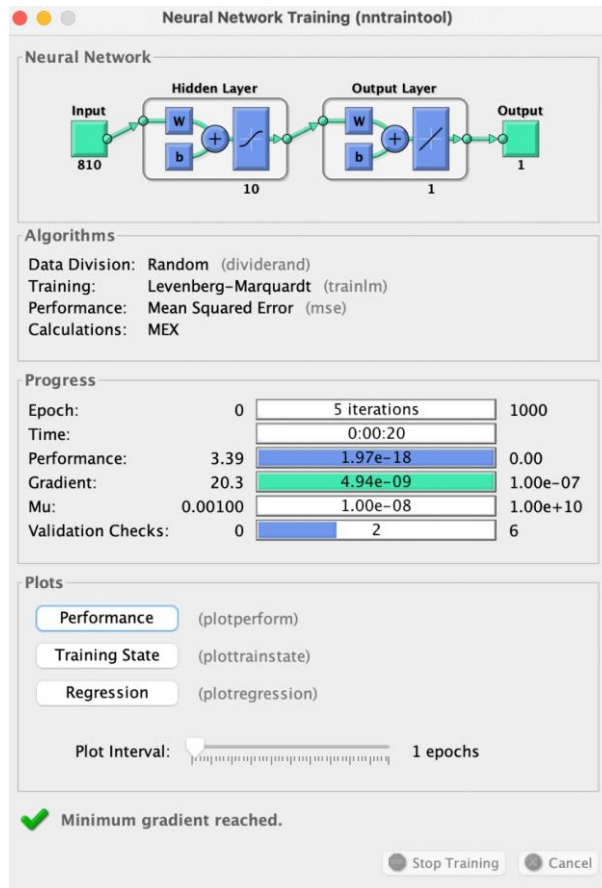 Neural Network Training (nntraintool)
Neural Network
Hidden Layer
Output Layer
Input
W
b
+
W
b
+
Output
810
10
1
1
Algorithms
Data Division: Random (dividerand)
Training: Levenberg-Marquardt (trainlm)
Performance: Mean Squared Error (mse)
Calculations: MEX
Progress
Epoch: 0 5 iterations 1000
Time: 0:00:20
Performance: 3.39 1.97e-18 0.00
Gradient: 20.3 4.94e-09 1.00e-07
Mu: 0.00100 1.00e-08 1.00e+10
Validation Checks: 0 2 6
Plots
Performance (plotperform)
Training State (plottrainstate)
Regression (plotregression)
Plot Interval: 1 epochs
Minimum gradient reached.
Stop Training Cancel